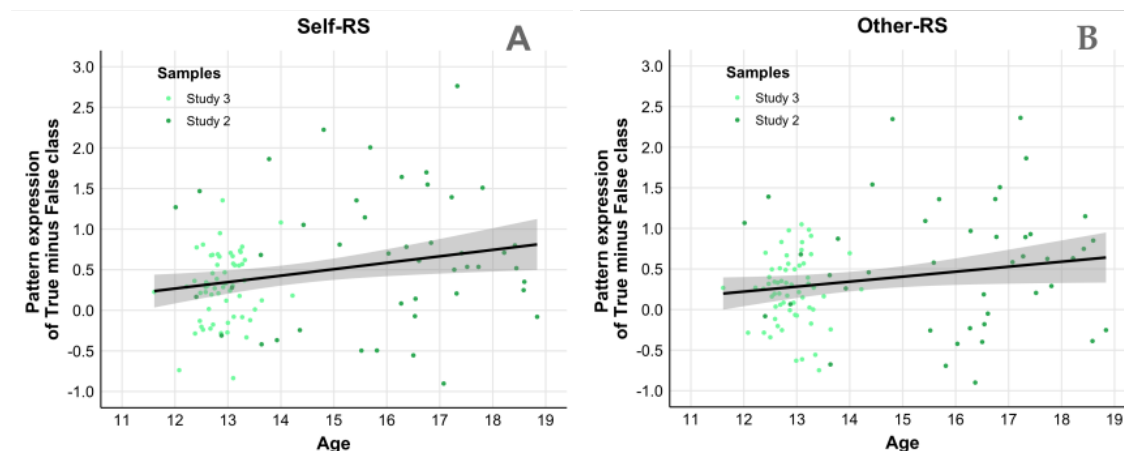 Self-RS
A
Pattern expression
of True minus False class
3.0
2.5
2.0
1.5
1.0
0.5
0.0
-0.5
-1.0
Samples
Study 3
Study 2
11 12 13 14 15 16 17 18 19
Age
Other-RS
B
Pattern expression
of True minus False class
3.0
2.5
2.0
1.5
1.0
0.5
0.0
-0.5
-1.0
Samples
Study 3
Study 2
11 12 13 14 15 16 17 18 19
Age